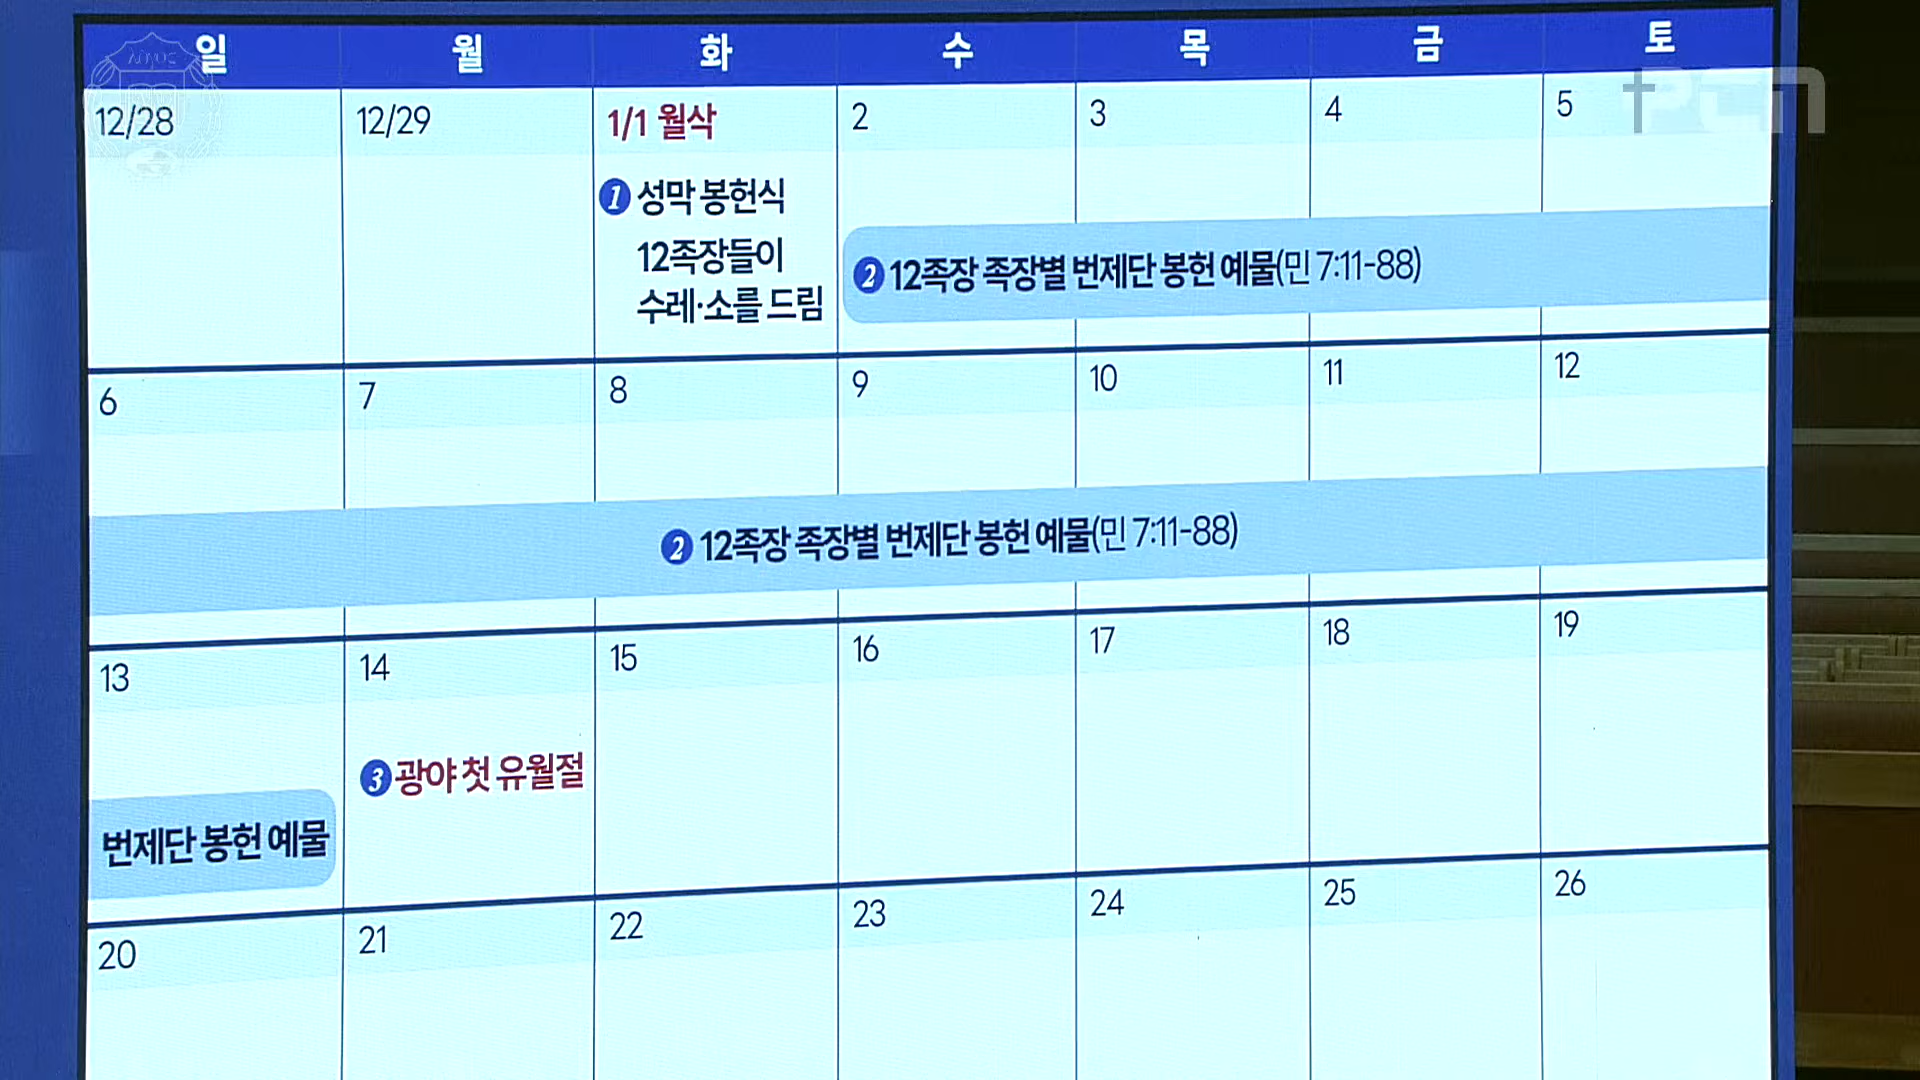 일 월 화 수 목 금 토
12/28 12/29 1/1 월삭 2 3 4 5
❶ 성막 봉헌식
12족장들이
수레·소를 드림
❷ 12족장 족장별 번제단 봉헌 예물(민 7:11-88)
6 7 8 9 10 11 12
❷ 12족장 족장별 번제단 봉헌 예물(민 7:11-88)
13 14 15 16 17 18 19
번제단 봉헌 예물
❸ 광야 첫 유월절
20 21 22 23 24 25 26